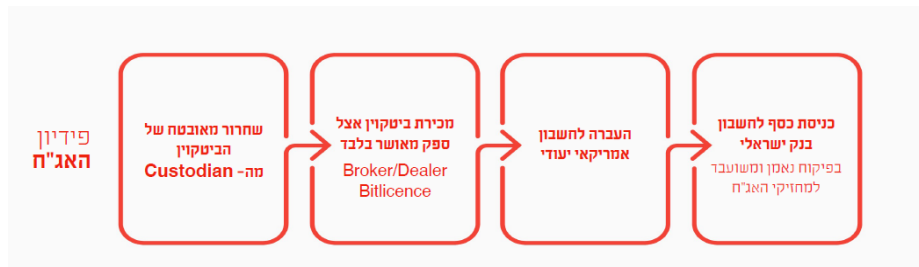 פידיון
האג"ח
שחרור מאובטח של
הביטקוין
מה- Custodian
מכירת ביטקוין אצל
ספק מאושר בלבד
Broker/Dealer
Bitlicence
העברה לחשבון
אמריקאי יעודי
כניסת כסף לחשבון
בנק ישראלי
בפיקוח נאמן ומשועבד
למחזיקי האג"ח